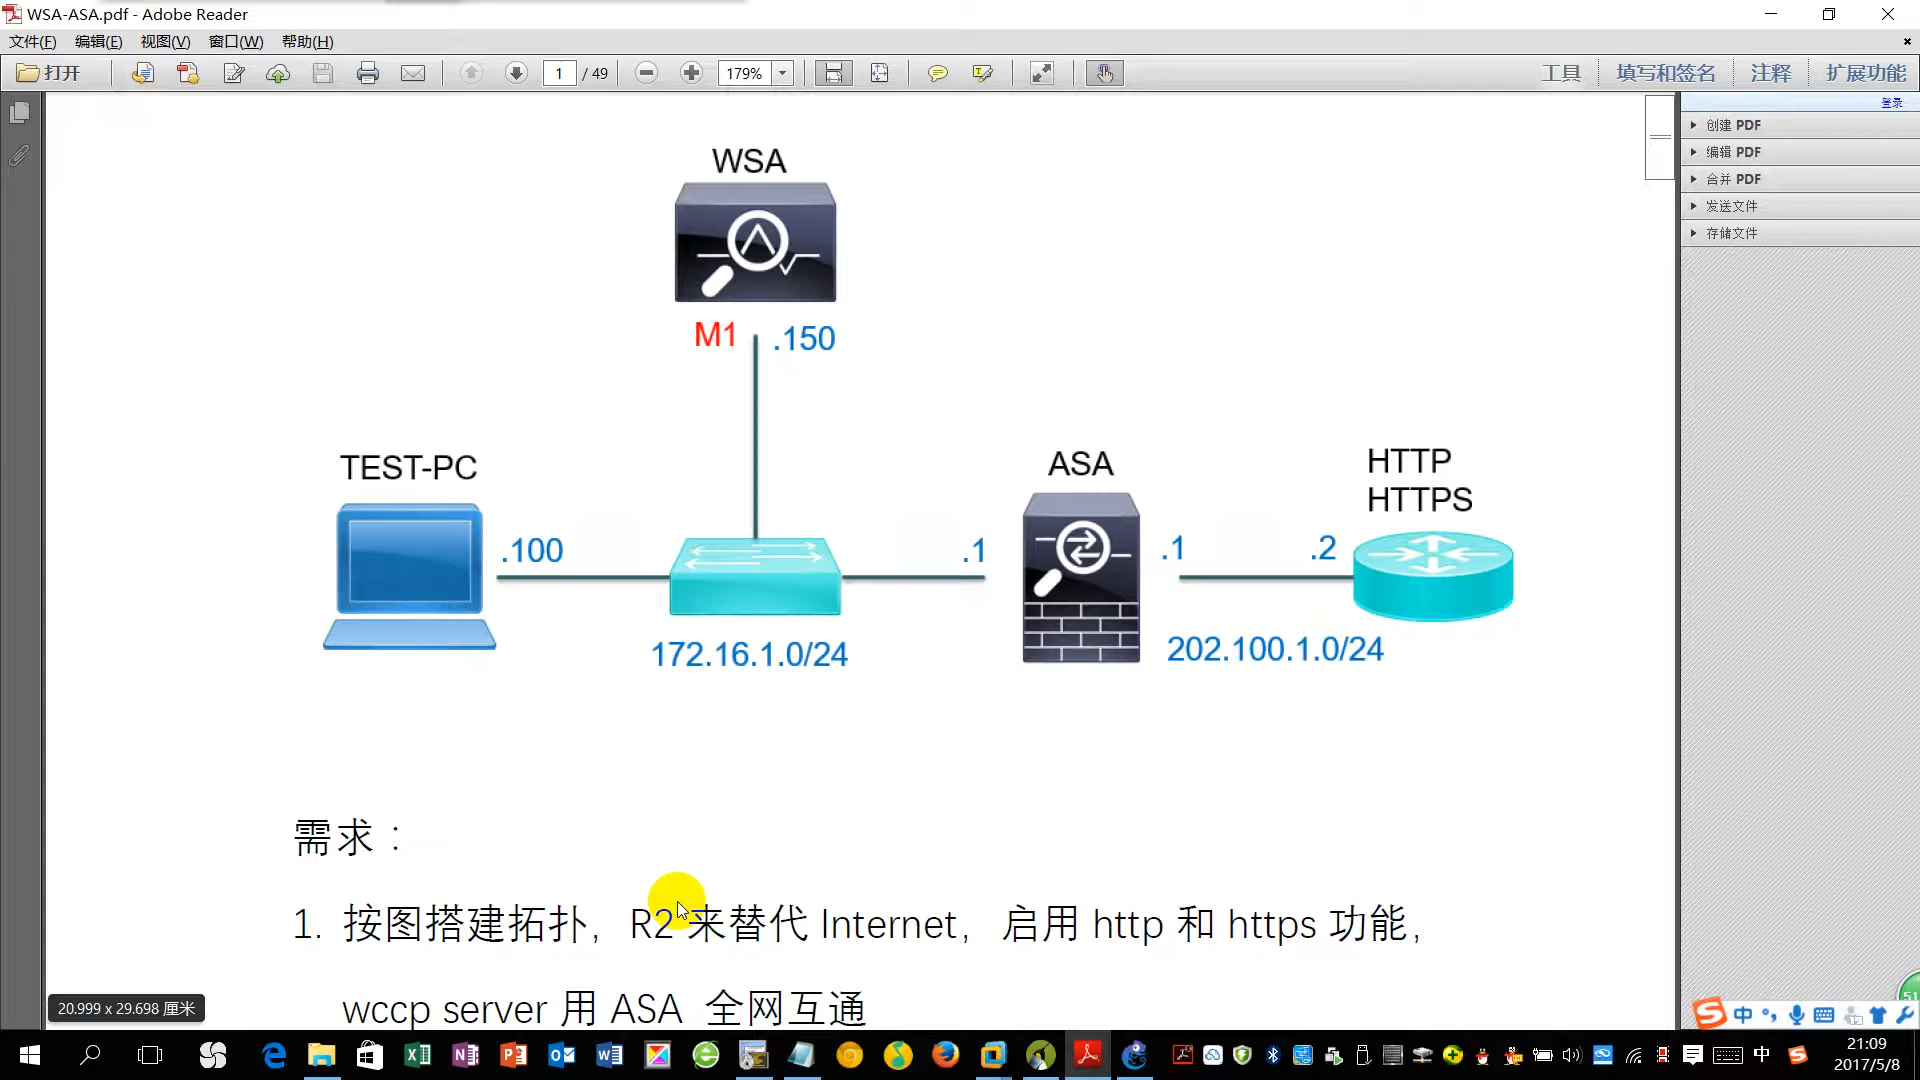 WSA-ASA.pdf - Adobe Reader
文件(F) 编辑(E) 视图(V) 窗口(W) 帮助(H)
打开 1 / 49 179% 工具 填写和签名 注释 扩展功能
登录
创建 PDF
编辑 PDF
合并 PDF
发送文件
存储文件
WSA
M1 .150
TEST-PC
ASA
HTTP
HTTPS
.100 .1 .1 .2
172.16.1.0/24 202.100.1.0/24
需求：
1. 按图搭建拓扑，R2 来替代 Internet，启用 http 和 https 功能，
wccp server 用 ASA 全网互通
20.999 x 29.698 厘米
中
中
21:09
2017/5/8